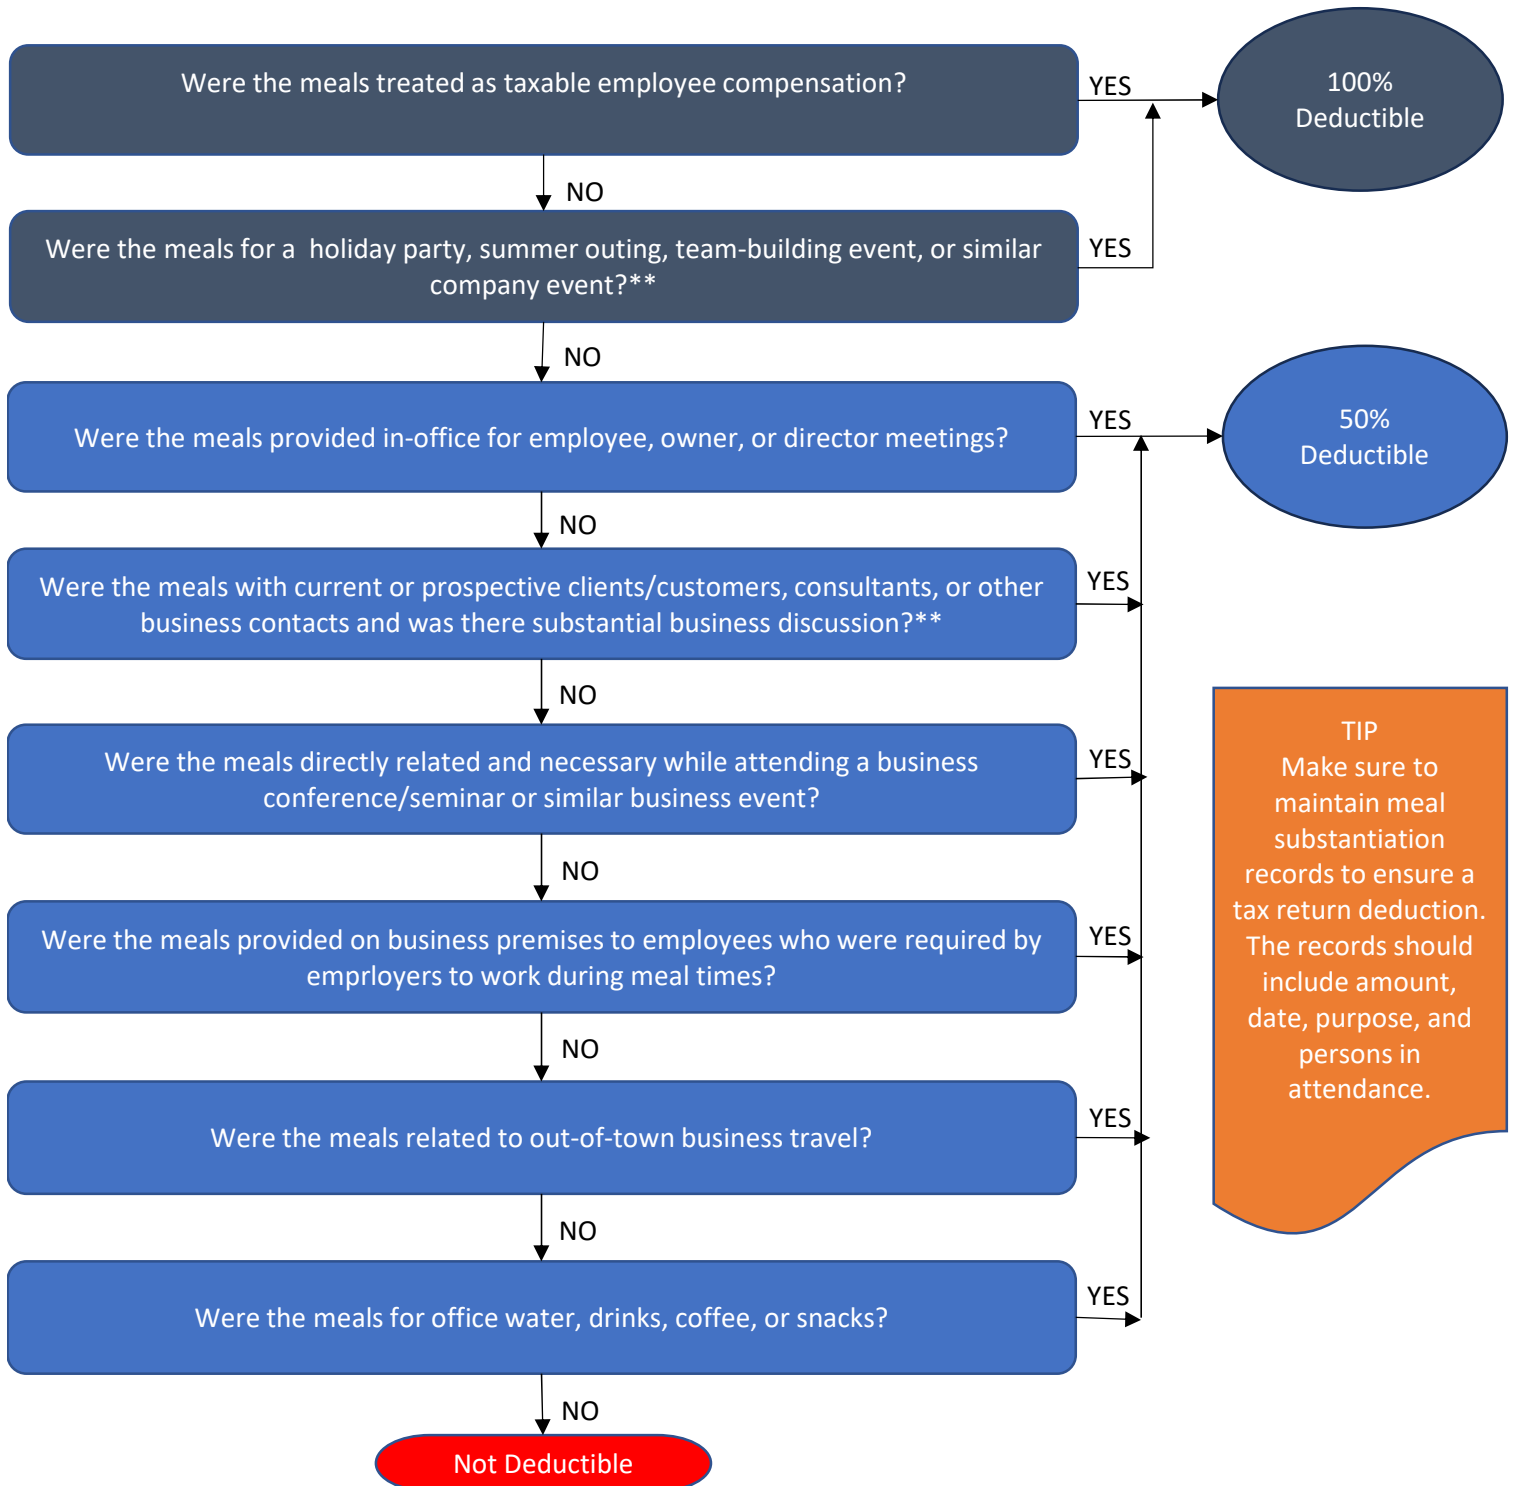 Were the meals treated as taxable employee compensation?
YES
100%
Deductible
NO
Were the meals for a  holiday party, summer outing, team-building event, or similar
company event?**
YES
NO
Were the meals provided in-office for employee, owner, or director meetings?
YES
50%
Deductible
NO
Were the meals with current or prospective clients/customers, consultants, or other
business contacts and was there substantial business discussion?**
YES
NO
Were the meals directly related and necessary while attending a business
conference/seminar or similar business event?
YES
NO
Were the meals provided on business premises to employees who were required by
emprloyers to work during meal times?
YES
NO
Were the meals related to out-of-town business travel?
YES
NO
Were the meals for office water, drinks, coffee, or snacks?
YES
NO
Not Deductible
TIP
Make sure to
maintain meal
substantiation
records to ensure a
tax return deduction.
The records should
include amount,
date, purpose, and
persons in
attendance.